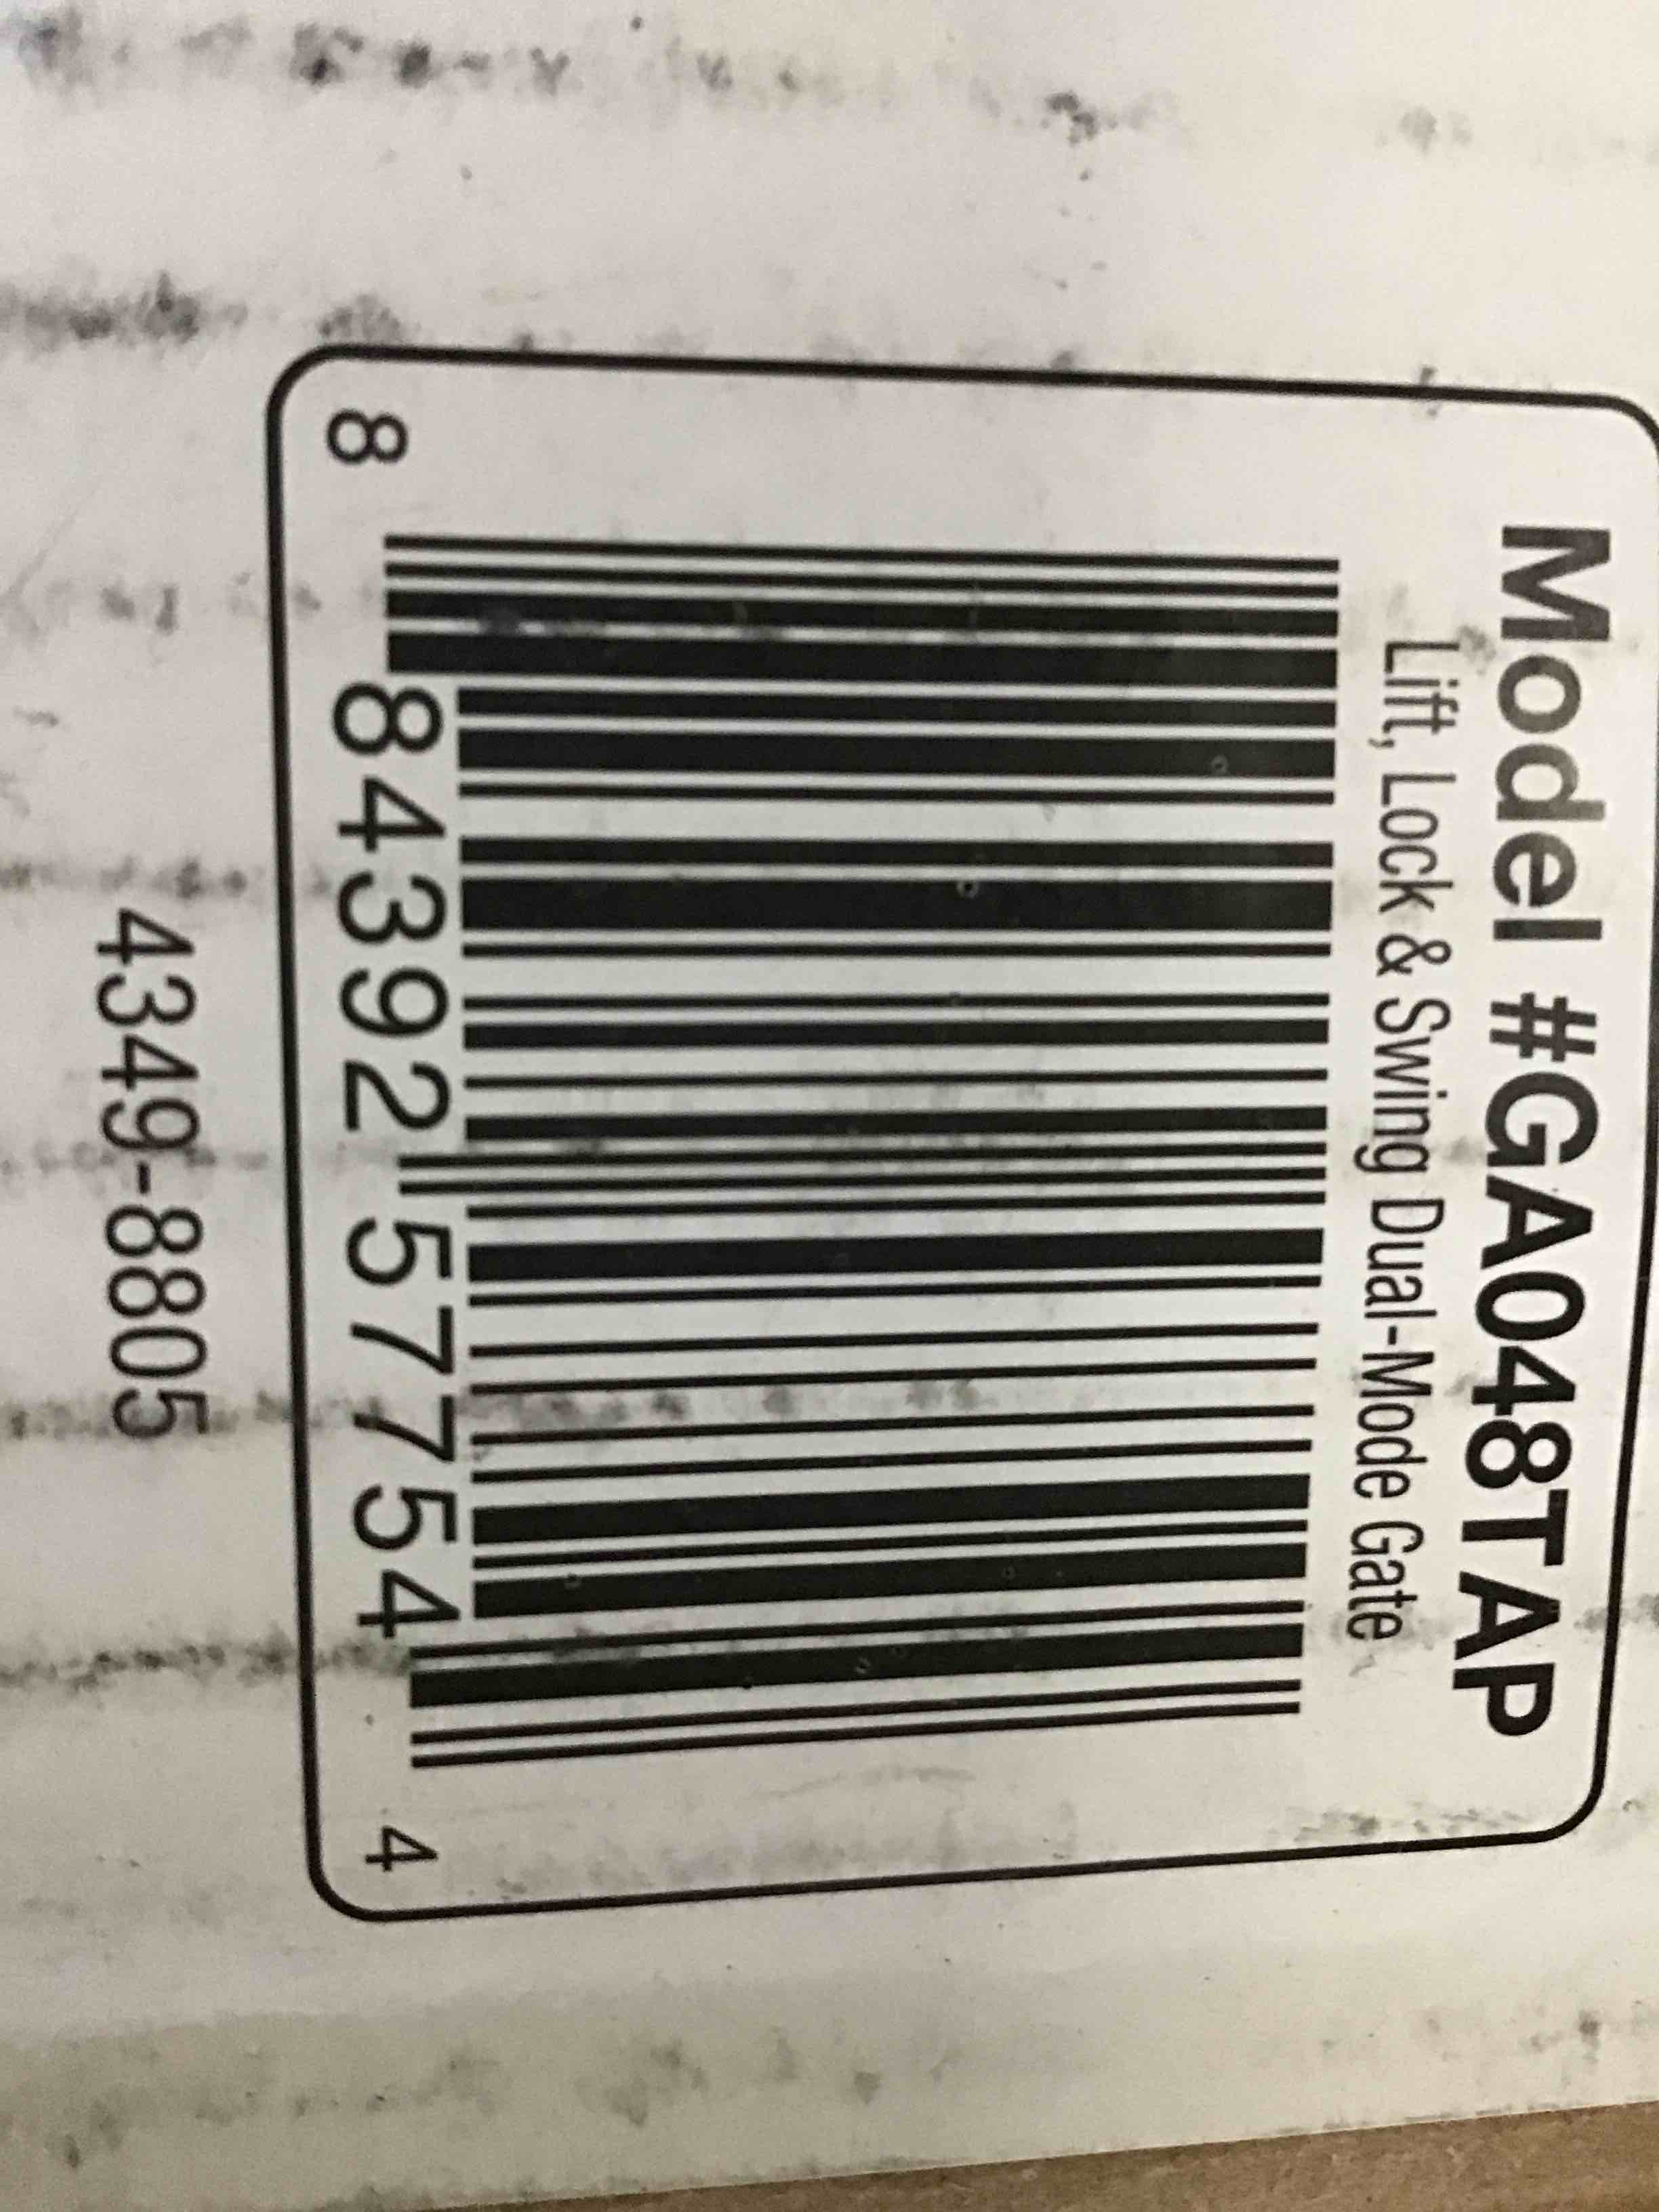 Model #GA048TAP
Lift, Lock & Swing Dual-Mode Gate
8 84392 57754 4
4349-8805